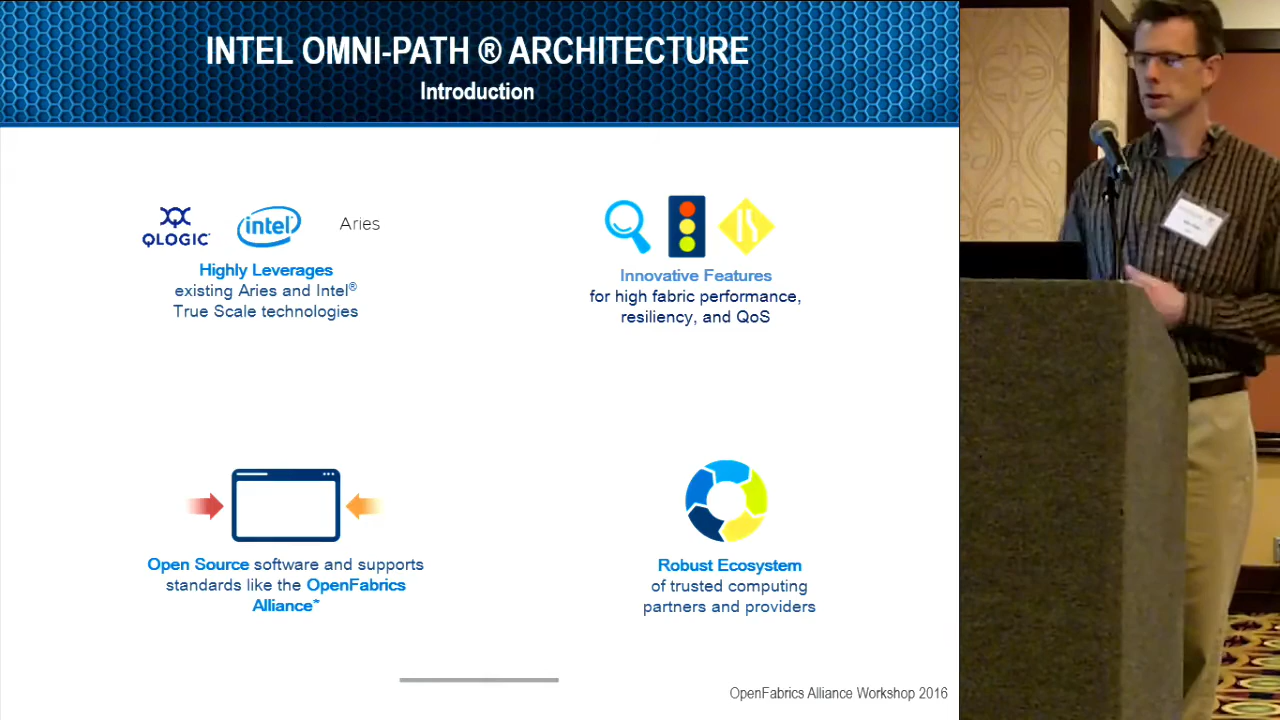 INTEL OMNI-PATH ® ARCHITECTURE
Introduction
QLOGIC
intel
Aries
Highly Leverages
existing Aries and Intel®
True Scale technologies
IS
Innovative Features
for high fabric performance,
resiliency, and QoS
Open Source software and supports
standards like the OpenFabrics
Alliance*
Robust Ecosystem
of trusted computing
partners and providers
OpenFabrics Alliance Workshop 2016